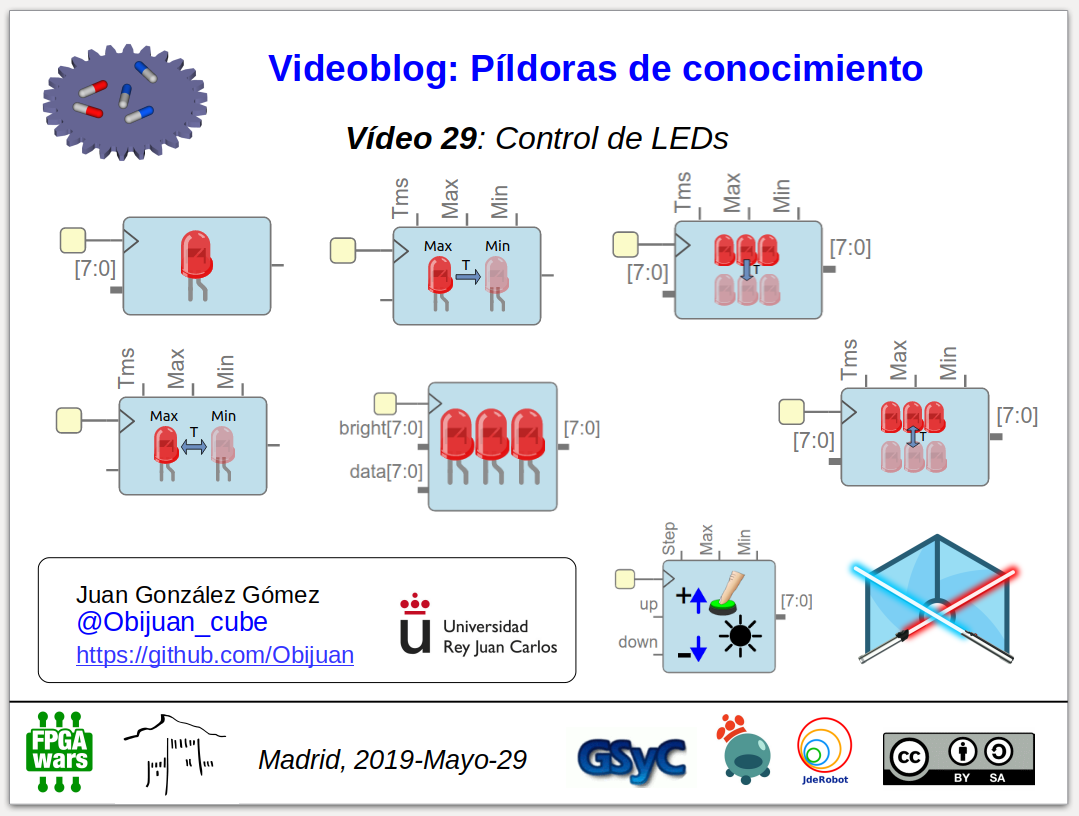 Videoblog: Píldoras de conocimiento
Vídeo 29: Control de LEDs
[7:0]
Tms
Max
Min
Max
Min
T
Tms
Max
Min
[7:0]
[7:0]
T
Tms
Max
Min
Max
Min
T
bright[7:0]
data[7:0]
[7:0]
Tms
Max
Min
[7:0]
[7:0]
T
Step
Max
Min
up
down
[7:0]
Juan González Gómez
@Obijuan_cube
https://github.com/Obijuan
ü Universidad
Rey Juan Carlos
FPGA
wars
Madrid, 2019-Mayo-29
GSyC
JdeRobot
cc
BY SA